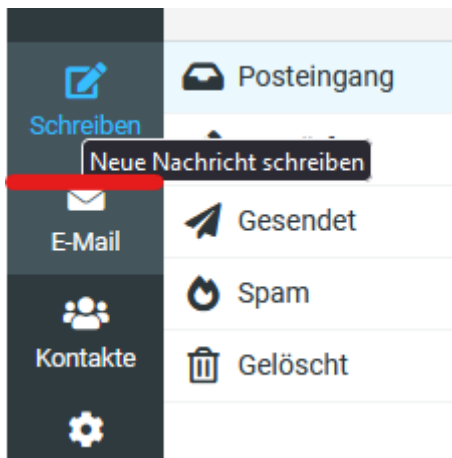 Posteingang
Schreiben
Neue Nachricht schreiben
Gesendet
E-Mail
Spam
Kontakte
Gelöscht